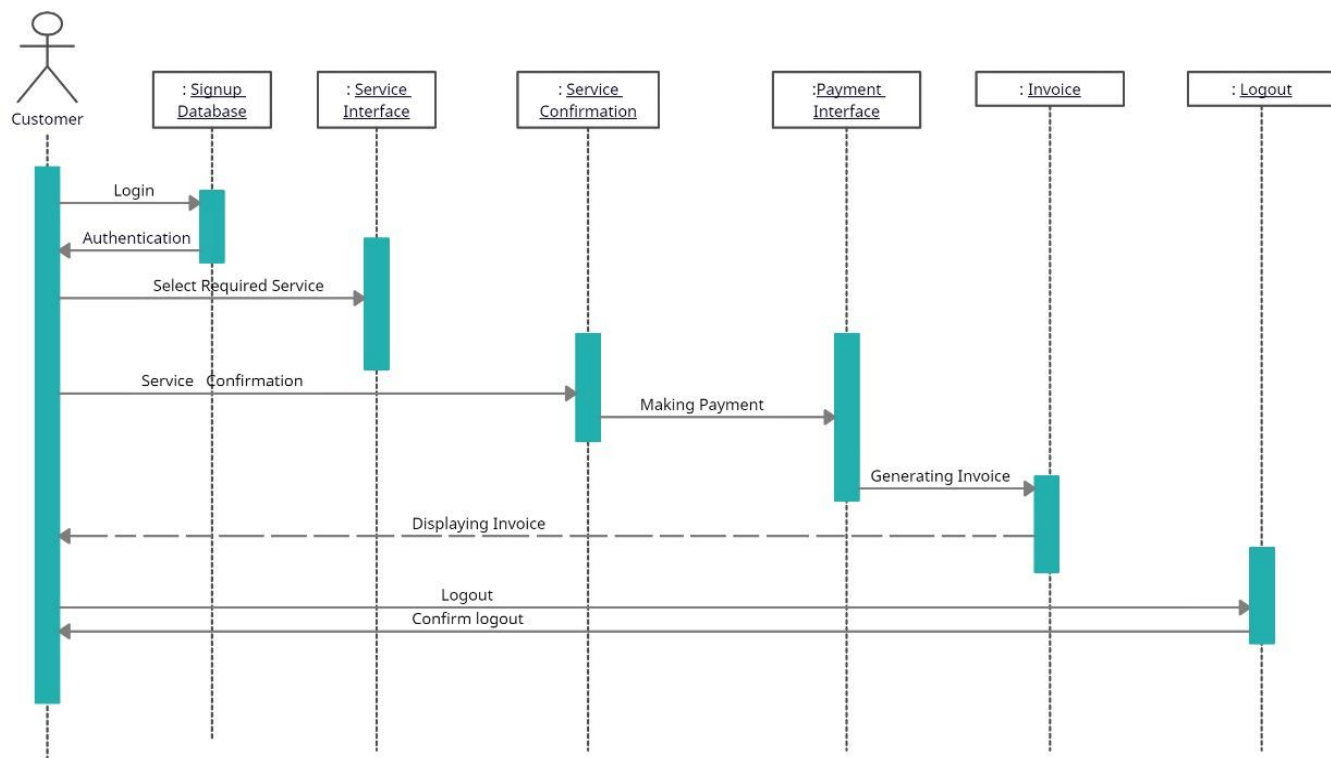 Customer
: Signup
Database
: Service
Interface
: Service
Confirmation
:Payment
Interface
: Invoice
: Logout
Login
Authentication
Select Required Service
Service Confirmation
Making Payment
Generating Invoice
Displaying Invoice
Logout
Confirm logout